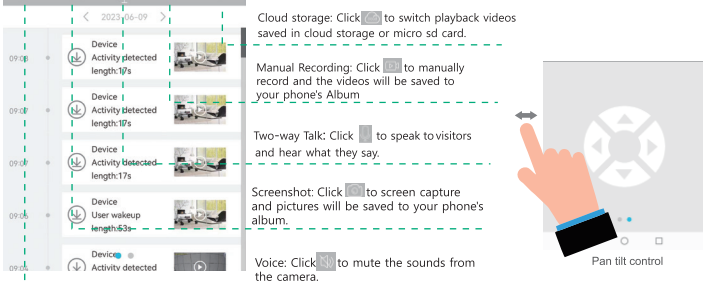 2023-06-09
09:08
Device
Activity detected
length:17s
09:07
Device
Activity detected
length:17s
09:07
Device
Activity detected
length:17s
09:06
Device
User wakeup
length:53s
Device
Activity detected
Cloud storage: Click to switch playback videos
saved in cloud storage or micro sd card.
Manual Recording: Click to manually
record and the videos will be saved to
your phone's Album
Two-way Talk: Click to speak to visitors
and hear what they say.
Screenshot: Click to screen capture
and pictures will be saved to your phone's
album.
Voice: Click to mute the sounds from
the camera.
Pan tilt control